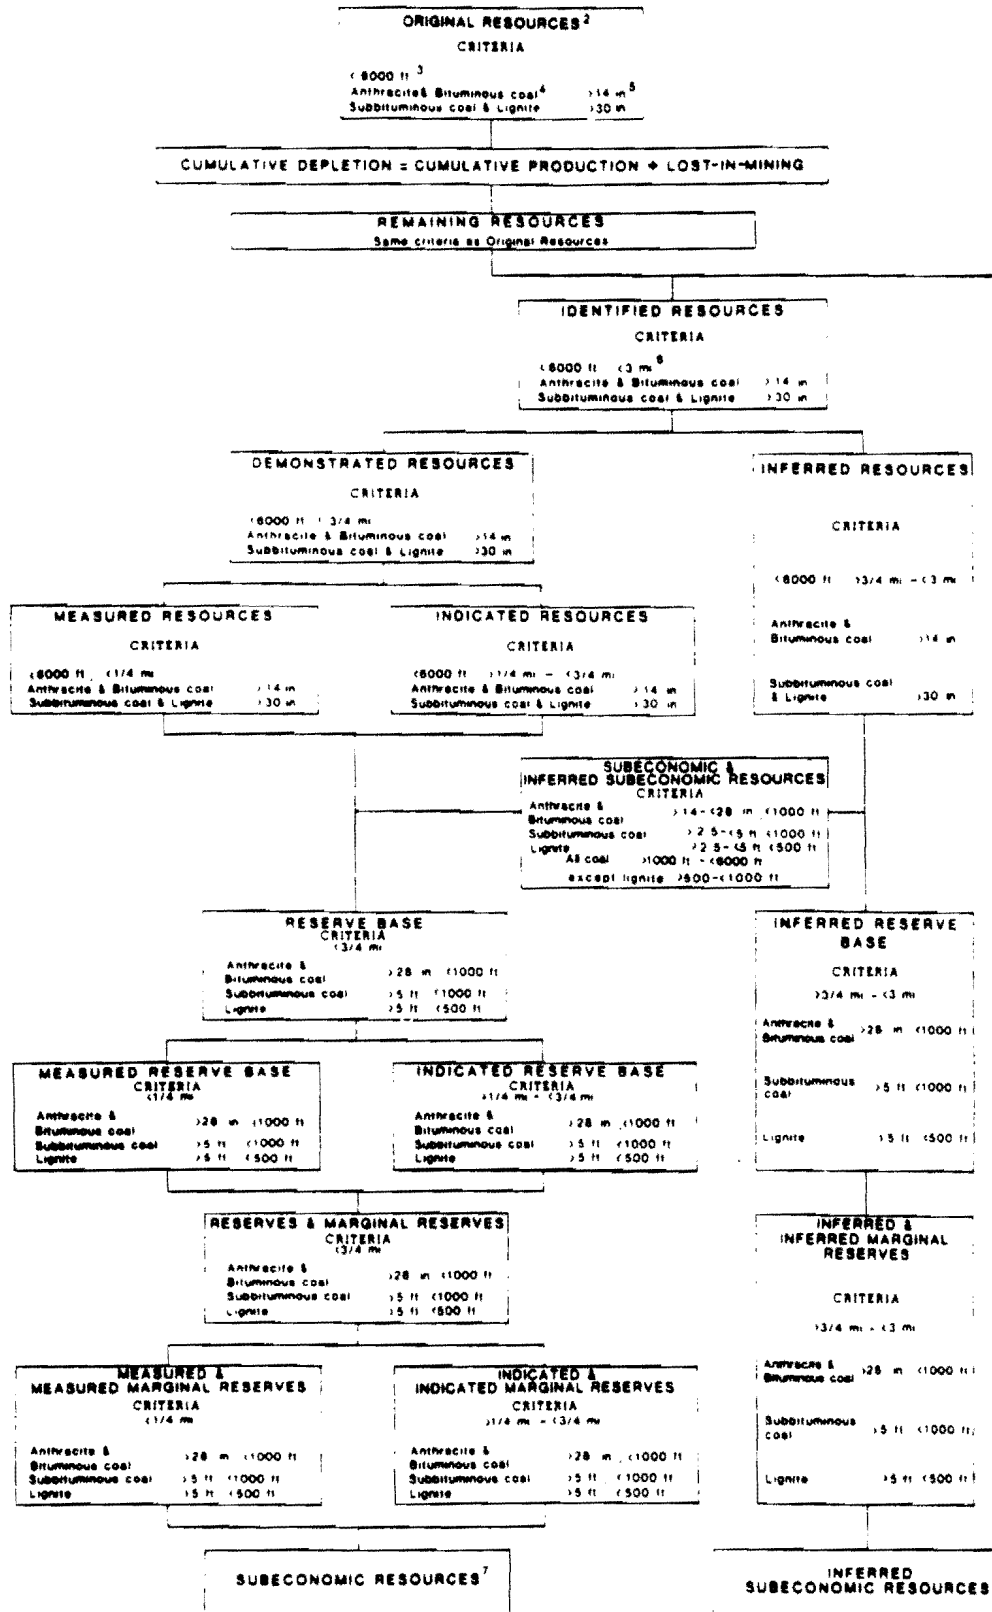 ORIGINAL RESOURCES²
CRITERIA
<6000 ft ³
Anthracite & Bituminous coal⁴ >14 in⁵
Subbituminous coal & Lignite >30 in
CUMULATIVE DEPLETION = CUMULATIVE PRODUCTION + LOST-IN-MINING
REMAINING RESOURCES
Same criteria as Original Resources
IDENTIFIED RESOURCES
CRITERIA
<6000 ft <3 mi⁶
Anthracite & Bituminous coal >14 in
Subbituminous coal & Lignite >30 in
DEMONSTRATED RESOURCES
CRITERIA
<6000 ft <3/4 mi
Anthracite & Bituminous coal >14 in
Subbituminous coal & Lignite >30 in
INFERRED RESOURCES
CRITERIA
<6000 ft >3/4 mi - <3 mi
Anthracite &
Bituminous coal >14 in
Subbituminous coal
& Lignite >30 in
MEASURED RESOURCES
CRITERIA
<6000 ft, <1/4 mi
Anthracite & Bituminous coal >14 in
Subbituminous coal & Lignite >30 in
INDICATED RESOURCES
CRITERIA
<6000 ft >1/4 mi - <3/4 mi
Anthracite & Bituminous coal >14 in
Subbituminous coal & Lignite >30 in
SUBECONOMIC &
INFERRED SUBECONOMIC RESOURCES
CRITERIA
Anthracite &
Bituminous coal >14-<28 in, <1000 ft
Subbituminous coal >2.5-<5 ft <1000 ft
Lignite >2.5-<5 ft <500 ft
All coal >1000 ft - <6000 ft
except lignite >500-<1000 ft
RESERVE BASE
CRITERIA
<3/4 mi
Anthracite &
Bituminous coal >28 in <1000 ft
Subbituminous coal >5 ft <1000 ft
Lignite >5 ft <500 ft
INFERRED RESERVE
BASE
CRITERIA
>3/4 mi - <3 mi
Anthracite &
Bituminous coal >28 in <1000 ft
Subbituminous
coal >5 ft <1000 ft
Lignite >5 ft <500 ft
MEASURED RESERVE BASE
CRITERIA
<1/4 mi
Anthracite &
Bituminous coal >28 in <1000 ft
Subbituminous coal >5 ft <1000 ft
Lignite >5 ft <500 ft
INDICATED RESERVE BASE
CRITERIA
>1/4 mi - <3/4 mi
Anthracite &
Bituminous coal >28 in <1000 ft
Subbituminous coal >5 ft <1000 ft
Lignite >5 ft <500 ft
RESERVES & MARGINAL RESERVES
CRITERIA
<3/4 mi
Anthracite &
Bituminous coal >28 in <1000 ft
Subbituminous coal >5 ft <1000 ft
Lignite >5 ft <500 ft
INFERRED &
INFERRED MARGINAL
RESERVES
CRITERIA
>3/4 mi - <3 mi
Anthracite &
Bituminous coal >28 in <1000 ft
Subbituminous
coal >5 ft <1000 ft
Lignite >5 ft <500 ft
MEASURED &
MEASURED MARGINAL RESERVES
CRITERIA
<1/4 mi
Anthracite &
Bituminous coal >28 in <1000 ft
Subbituminous coal >5 ft <1000 ft
Lignite >5 ft <500 ft
INDICATED &
INDICATED MARGINAL RESERVES
CRITERIA
>1/4 mi - <3/4 mi
Anthracite &
Bituminous coal >28 in <1000 ft
Subbituminous coal >5 ft <1000 ft
Lignite >5 ft <500 ft
SUBECONOMIC RESOURCES⁷
INFERRED
SUBECONOMIC RESOURCES